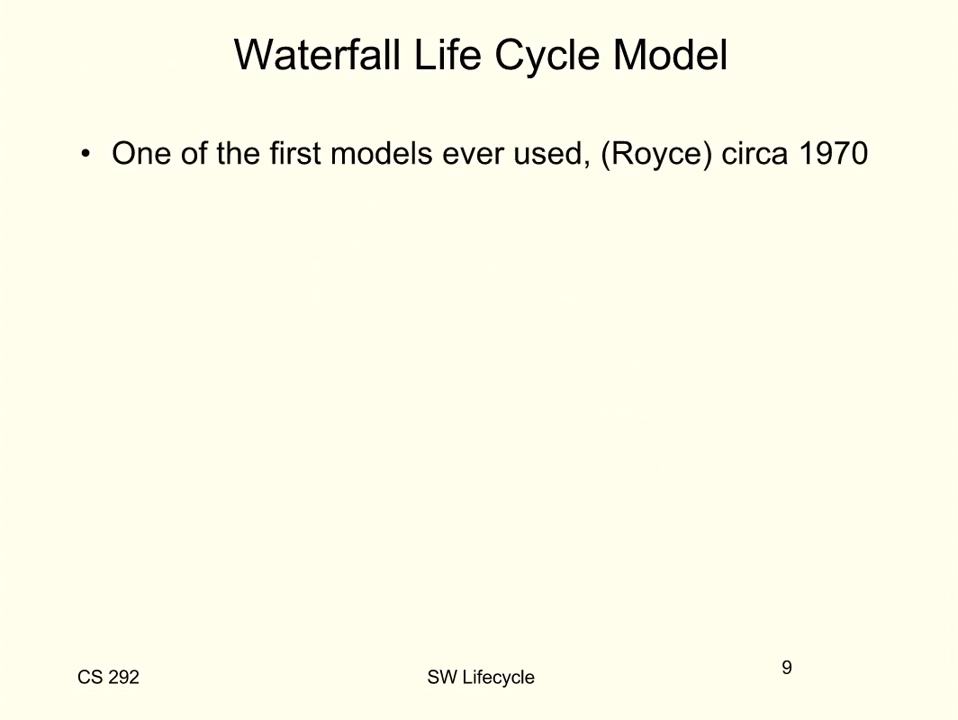 Waterfall Life Cycle Model
• One of the first models ever used, (Royce) circa 1970
CS 292
SW Lifecycle
9